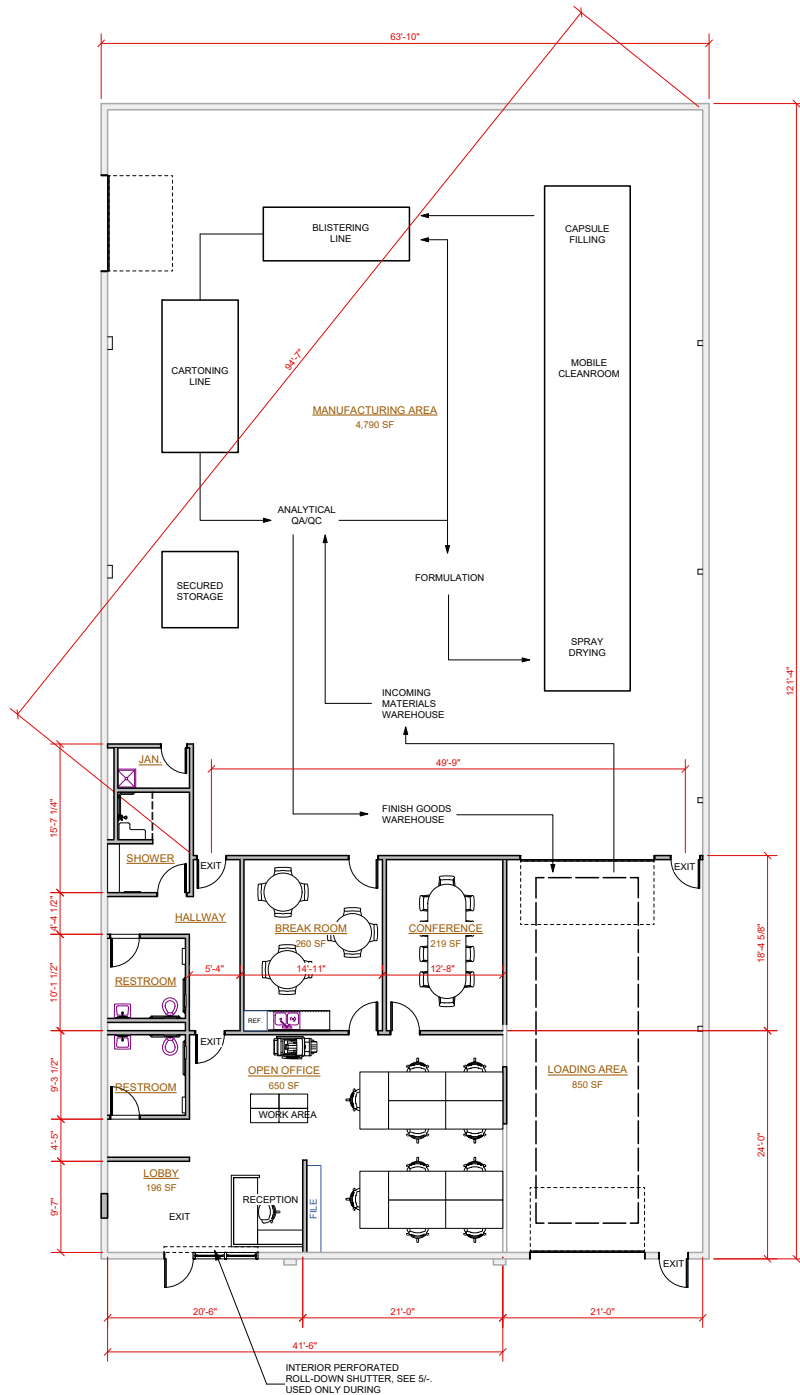 63'-10"
BLISTERING
LINE
CAPSULE
FILLING
CARTONING
LINE
94'-7"
MOBILE
CLEANROOM
MANUFACTURING AREA
4,790 SF
ANALYTICAL
QA/QC
SECURED
STORAGE
FORMULATION
SPRAY
DRYING
121'-4"
INCOMING
MATERIALS
WAREHOUSE
JAN.
49'-9"
15'-7 1/4"
FINISH GOODS
WAREHOUSE
SHOWER
EXIT
EXIT
4'-4 1/2"
HALLWAY
BREAK ROOM
260 SF
CONFERENCE
219 SF
18'-4 5/8"
10'-1 1/2"
RESTROOM
5'-4"
14'-11"
12'-8"
REF.
EXIT
9'-3 1/2"
RESTROOM
OPEN OFFICE
650 SF
WORK AREA
LOADING AREA
850 SF
4'-5"
24'-0"
LOBBY
196 SF
9'-7"
EXIT
RECEPTION
FILE
EXIT
20'-6"
21'-0"
21'-0"
41'-6"
INTERIOR PERFORATED
ROLL-DOWN SHUTTER, SEE 5/-.
USED ONLY DURING